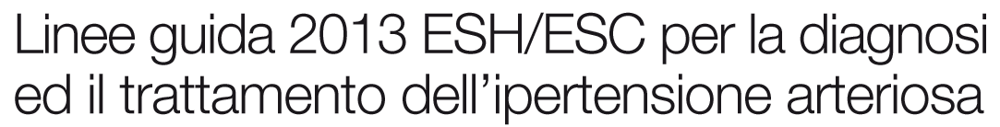 Linee guida 2013 ESH/ESC per la diagnosi
ed il trattamento dell’ipertensione arteriosa